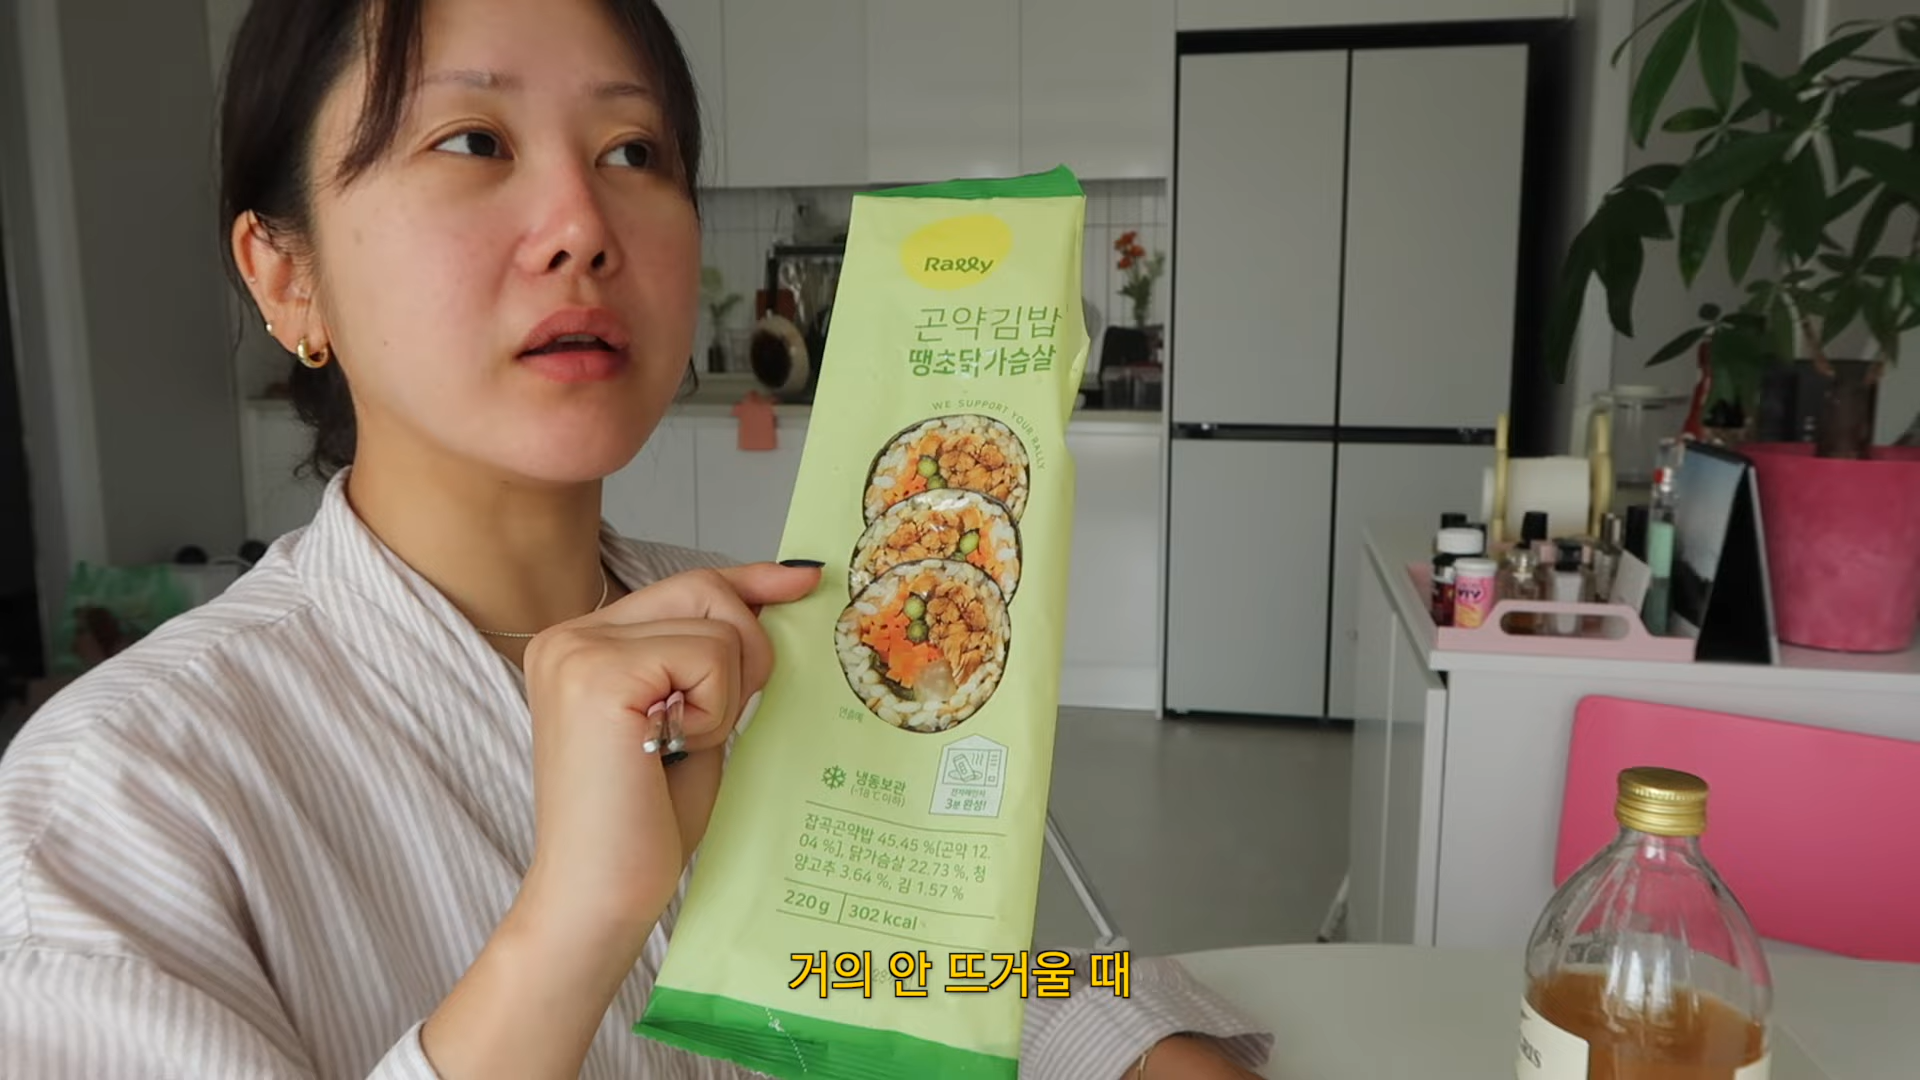 Rally
곤약김밥
땡초닭가슴살
WE SUPPORT YOUR RALLY
연출예
냉동보관
(-18℃이하)
전자레인지
3분 완성!
잡곡곤약밥 45.45 %[곤약 12.
04 %], 닭가슴살 22.73 %, 청
양고추 3.64 %, 김 1.57 %
220g
302 kcal
거의 안 뜨거울 때